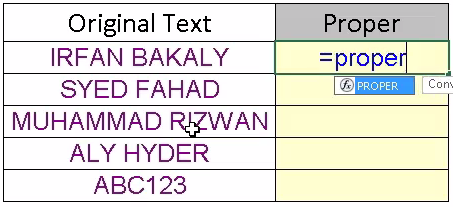 Original Text Proper
IRFAN BAKALY =proper
SYED FAHAD PROPER Conv
MUHAMMAD RIZWAN
ALY HYDER
ABC123